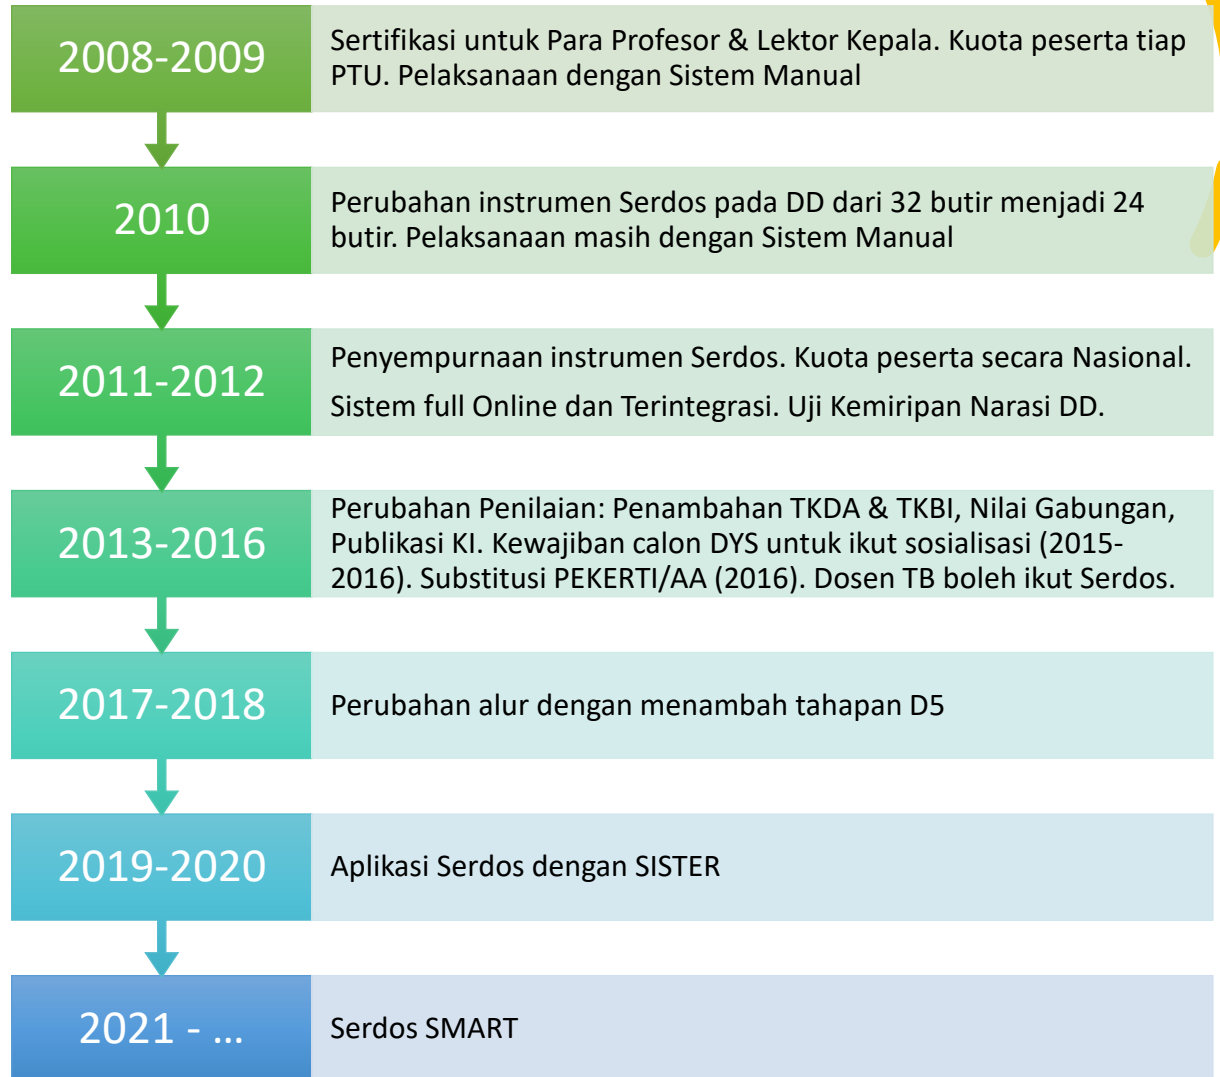 2008-2009
Sertifikasi untuk Para Profesor & Lektor Kepala. Kuota peserta tiap
PTU. Pelaksanaan dengan Sistem Manual
2010
Perubahan instrumen Serdos pada DD dari 32 butir menjadi 24
butir. Pelaksanaan masih dengan Sistem Manual
2011-2012
Penyempurnaan instrumen Serdos. Kuota peserta secara Nasional.
Sistem full Online dan Terintegrasi. Uji Kemiripan Narasi DD.
2013-2016
Perubahan Penilaian: Penambahan TKDA & TKBI, Nilai Gabungan,
Publikasi KI. Kewajiban calon DYS untuk ikut sosialisasi (2015-
2016). Substitusi PEKERTI/AA (2016). Dosen TB boleh ikut Serdos.
2017-2018
Perubahan alur dengan menambah tahapan D5
2019-2020
Aplikasi Serdos dengan SISTER
2021 - ...
Serdos SMART